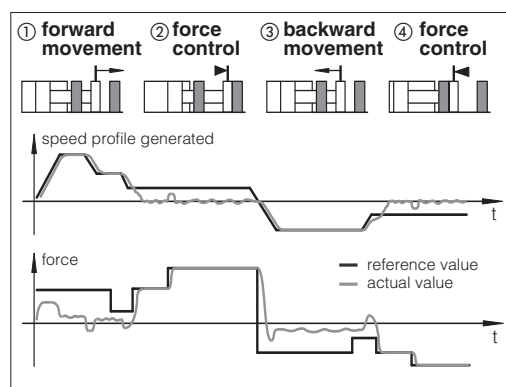 ① forward movement
② force control
③ backward movement
④ force control
speed profile generated
t
force
reference value
actual value
t